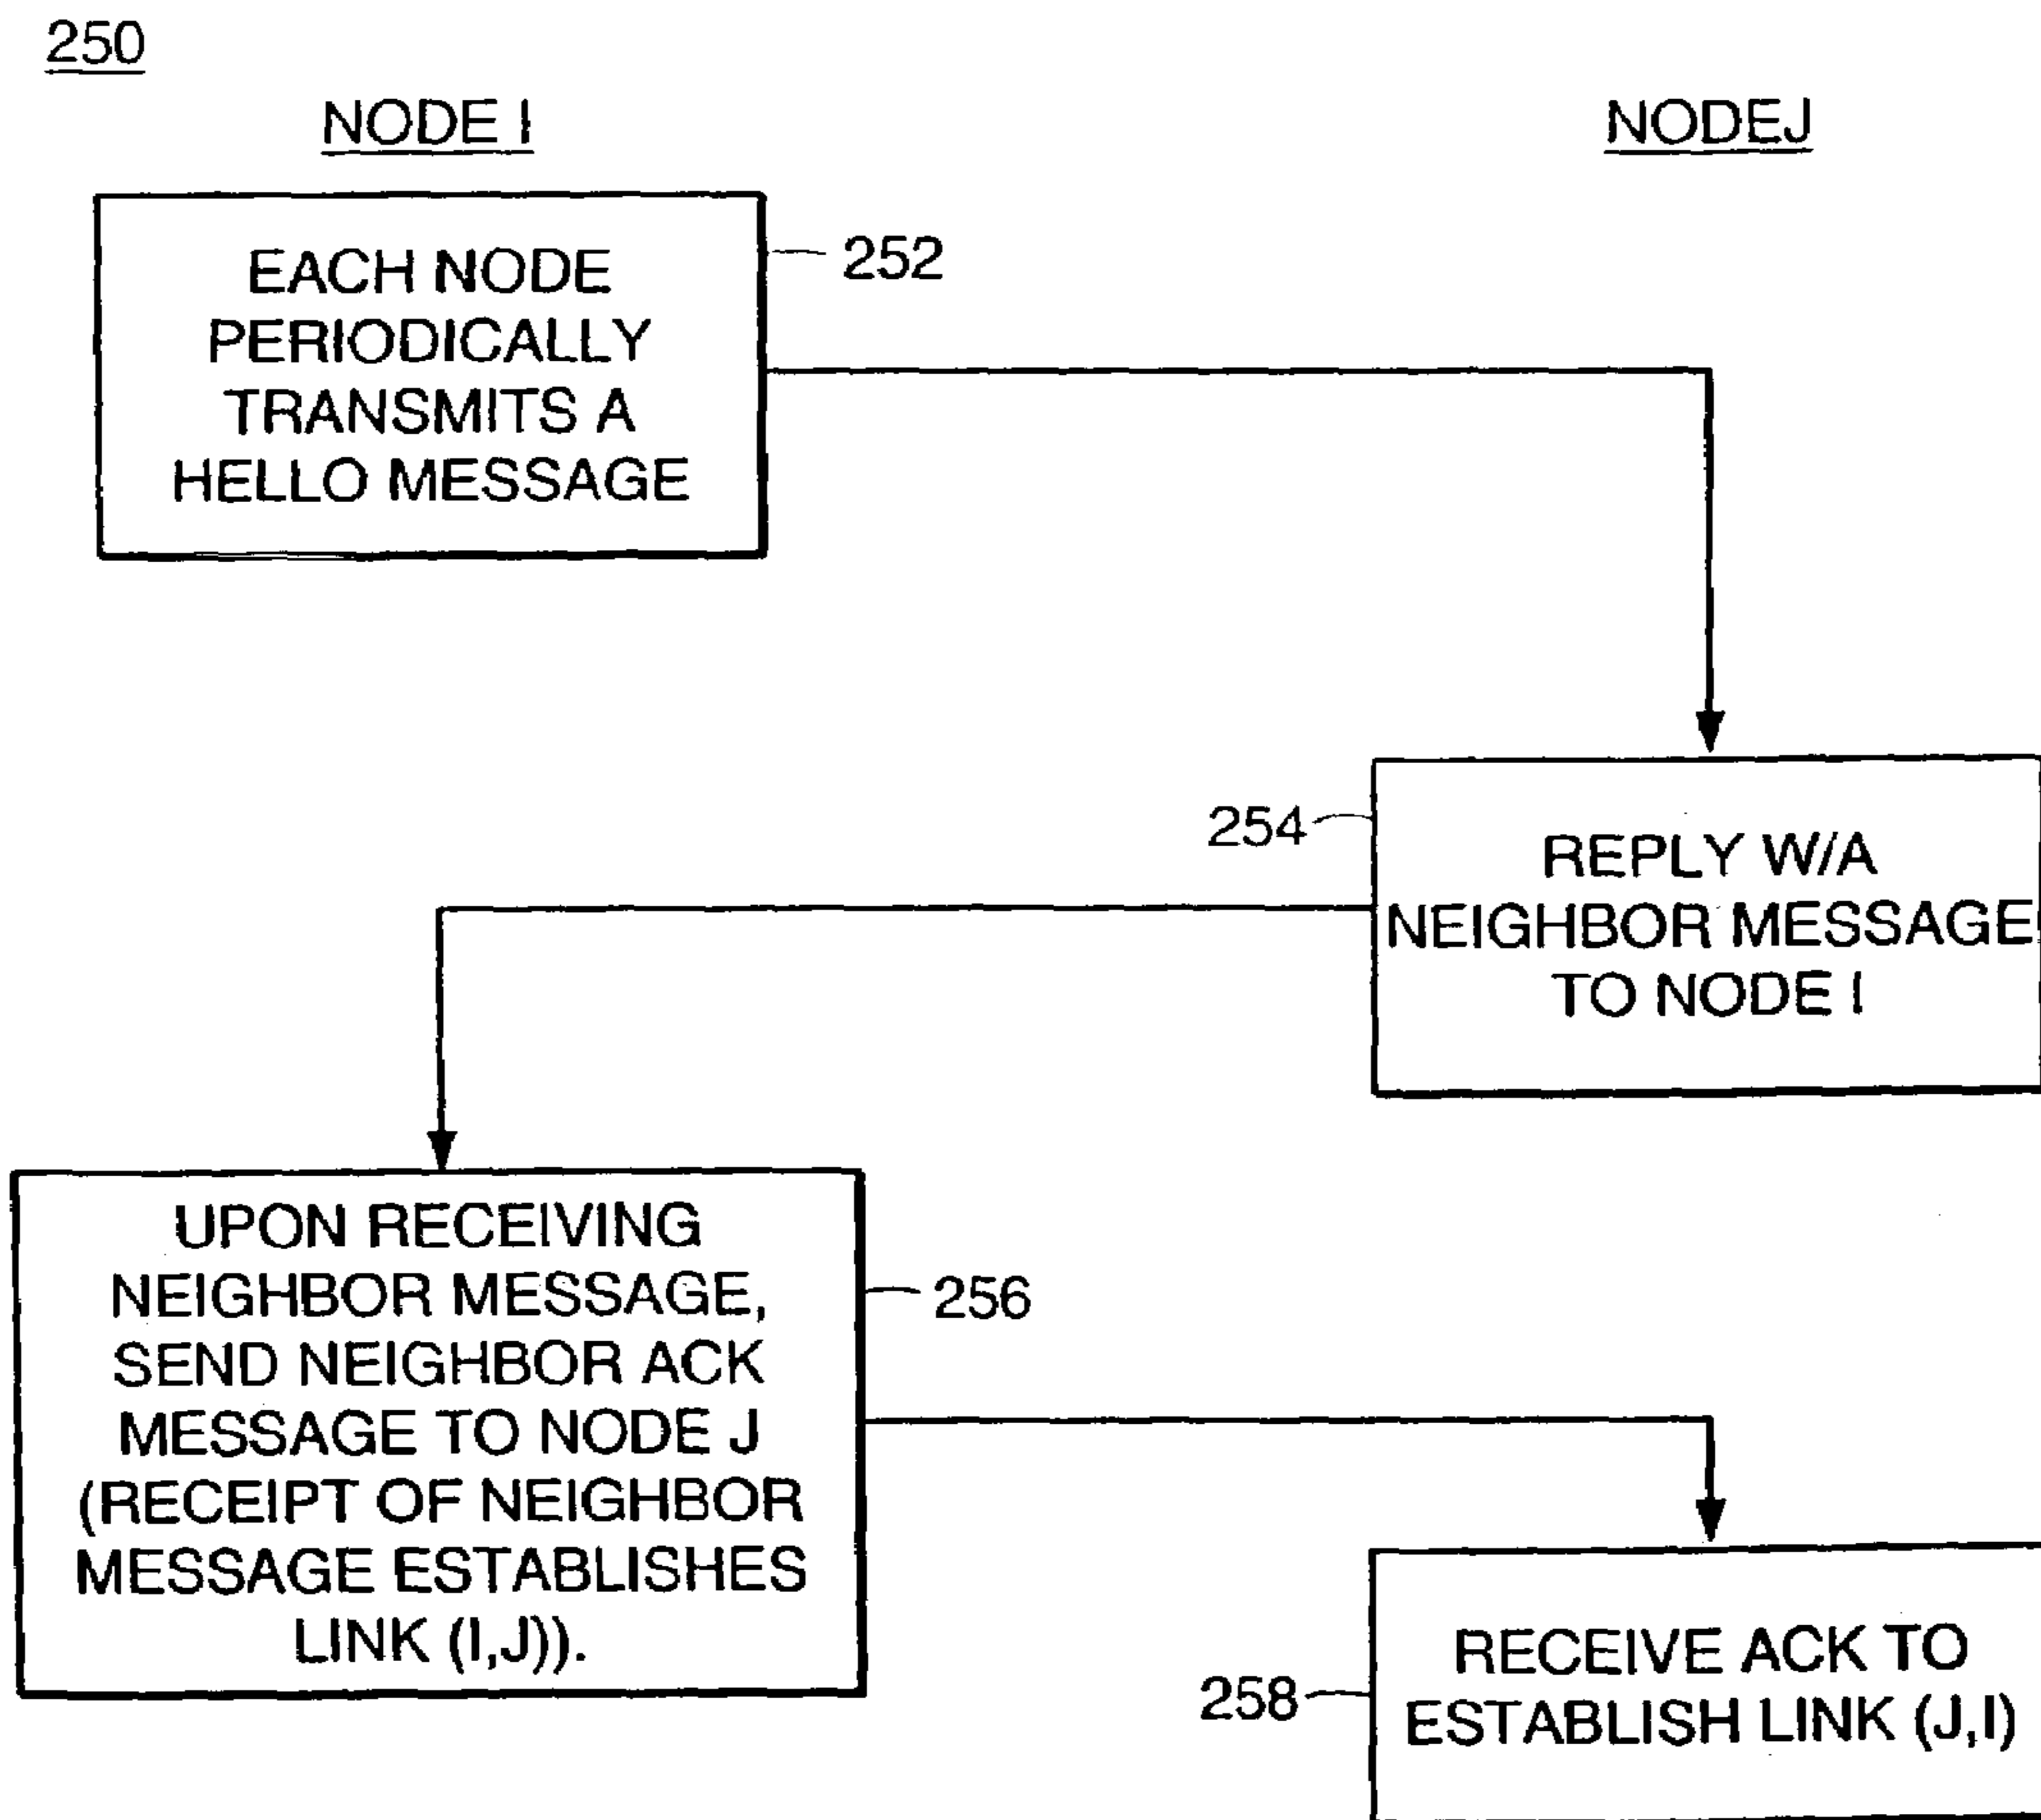 250
NODE I
NODEJ
EACH NODE
PERIODICALLY
TRANSMITS A
HELLO MESSAGE
252
254
REPLY W/A
NEIGHBOR MESSAGE
TO NODE I
UPON RECEIVING
NEIGHBOR MESSAGE,
SEND NEIGHBOR ACK
MESSAGE TO NODE J
(RECEIPT OF NEIGHBOR
MESSAGE ESTABLISHES
LINK (I,J)).
256
258
RECEIVE ACK TO
ESTABLISH LINK (J,I)